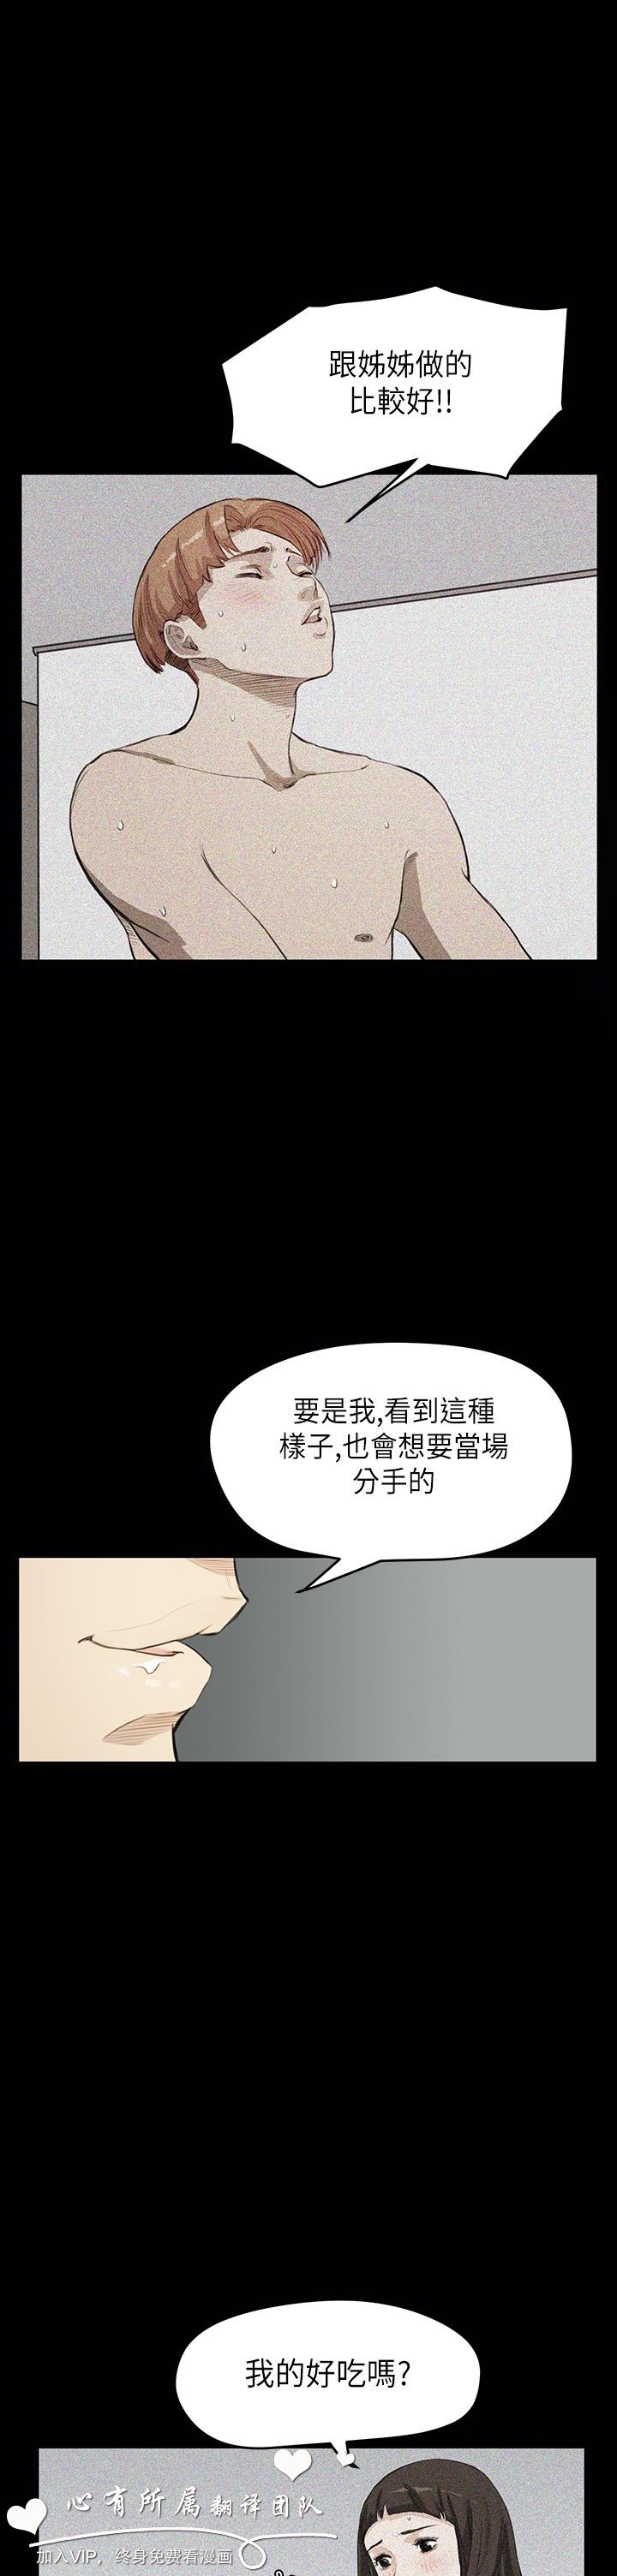 跟姊姊做的
比較好!!
要是我,看到這種
樣子,也會想要當場
分手的
我的好吃嗎?
心有所属翻译团队
加入VIP，终身免费看漫画